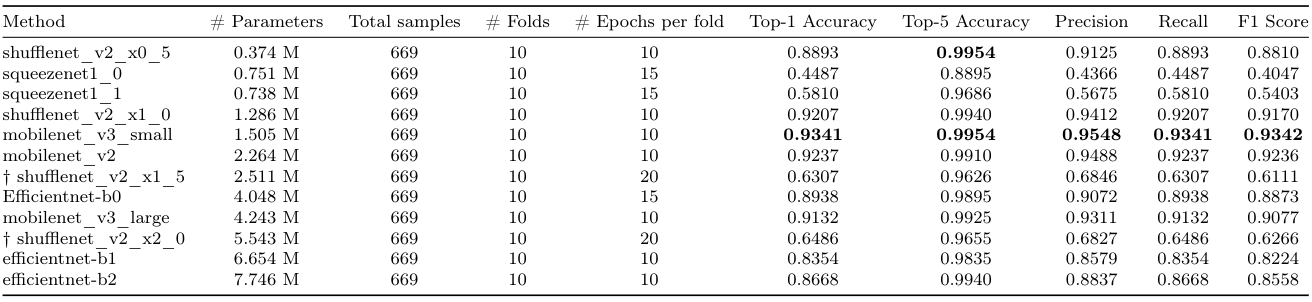 Method # Parameters Total samples # Folds # Epochs per fold Top-1 Accuracy Top-5 Accuracy Precision Recall F1 Score
shufflenet_v2_x0_5 0.374 M 669 10 10 0.8893 0.9954 0.9125 0.8893 0.8810
squeezenet1_0 0.751 M 669 10 15 0.4487 0.8895 0.4366 0.4487 0.4047
squeezenet1_1 0.738 M 669 10 15 0.5810 0.9686 0.5675 0.5810 0.5403
shufflenet_v2_x1_0 1.286 M 669 10 10 0.9207 0.9940 0.9412 0.9207 0.9170
mobilenet_v3_small 1.505 M 669 10 10 0.9341 0.9954 0.9548 0.9341 0.9342
mobilenet_v2 2.264 M 669 10 10 0.9237 0.9910 0.9488 0.9237 0.9236
† shufflenet_v2_x1_5 2.511 M 669 10 20 0.6307 0.9626 0.6846 0.6307 0.6111
Efficientnet-b0 4.048 M 669 10 15 0.8938 0.9895 0.9072 0.8938 0.8873
mobilenet_v3_large 4.243 M 669 10 10 0.9132 0.9925 0.9311 0.9132 0.9077
† shufflenet_v2_x2_0 5.543 M 669 10 20 0.6486 0.9655 0.6827 0.6486 0.6266
efficientnet-b1 6.654 M 669 10 10 0.8354 0.9835 0.8579 0.8354 0.8224
efficientnet-b2 7.746 M 669 10 10 0.8668 0.9940 0.8837 0.8668 0.8558